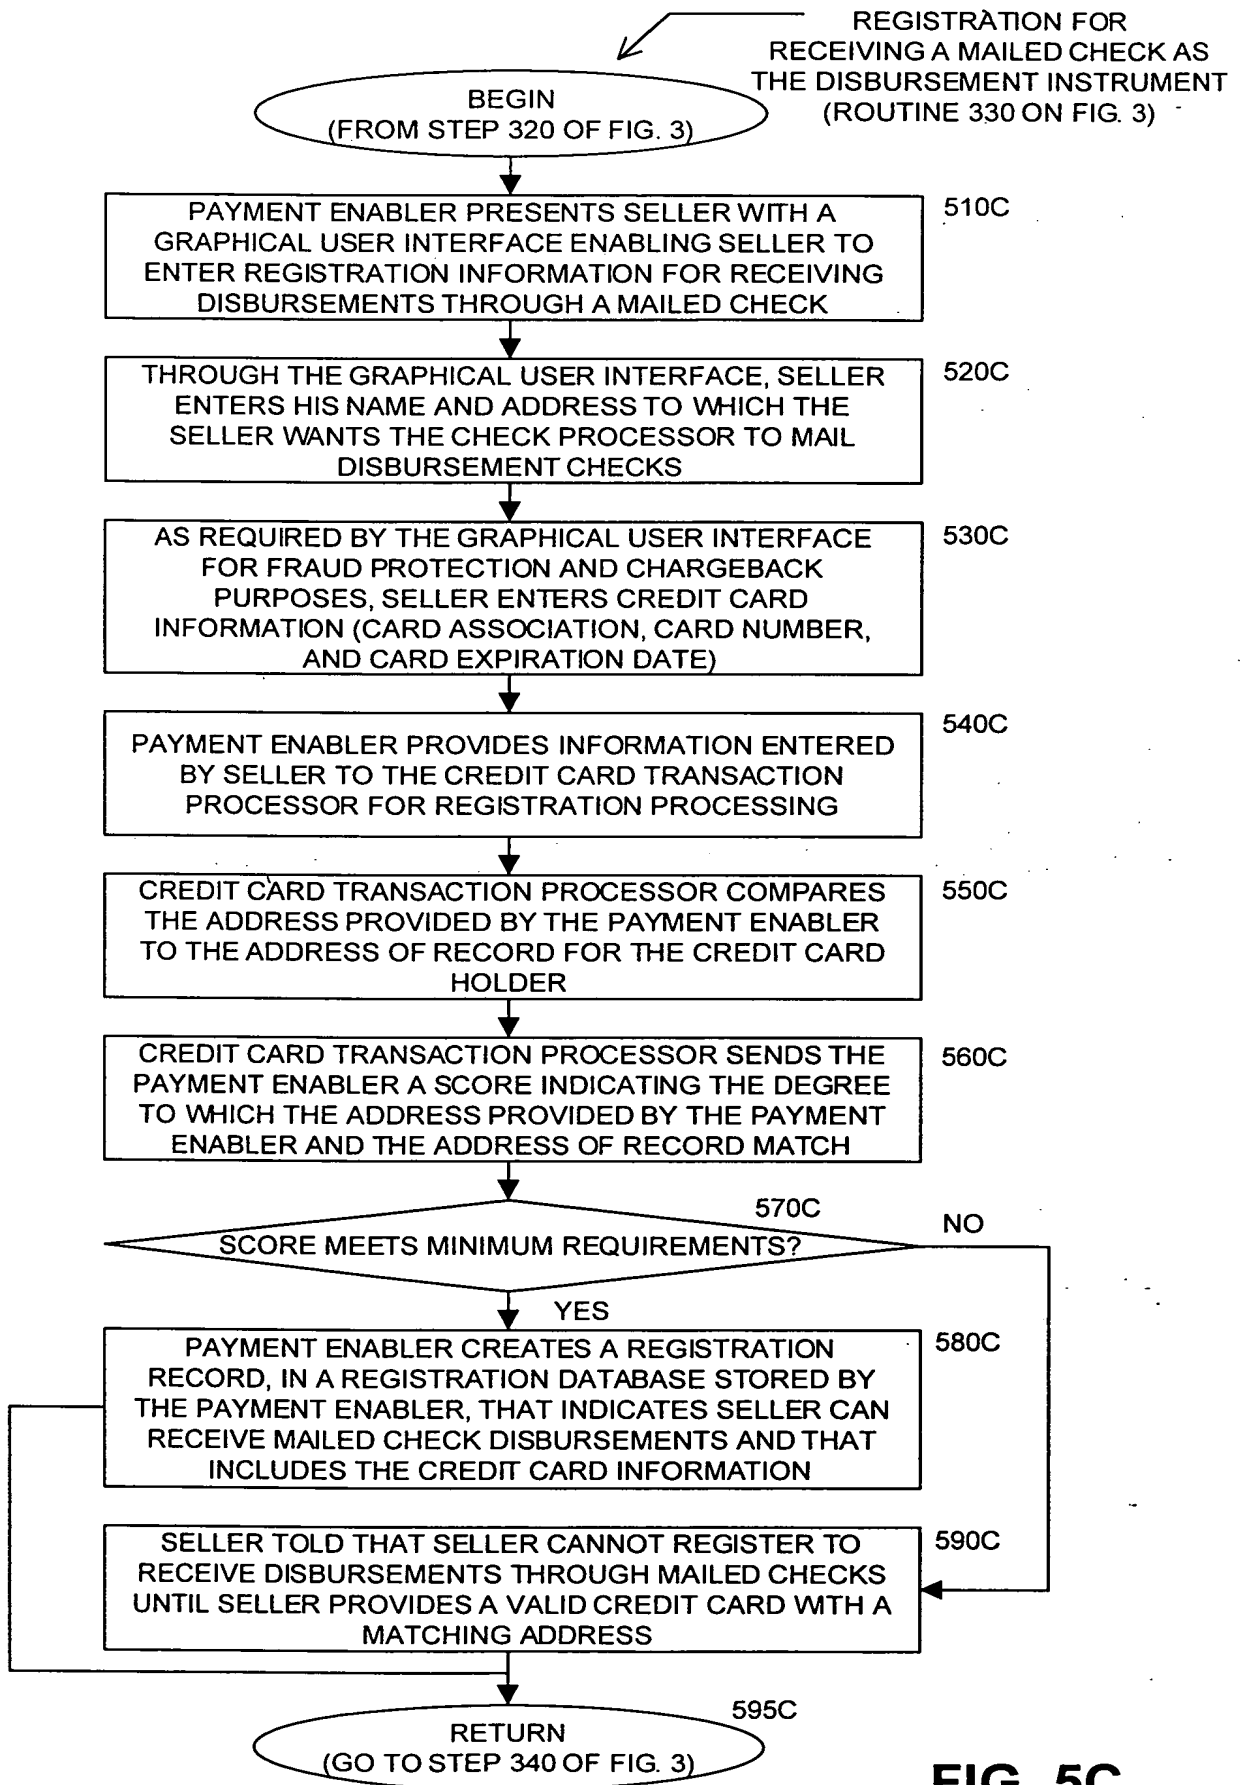 REGISTRATION FOR
RECEIVING A MAILED CHECK AS
THE DISBURSEMENT INSTRUMENT
(ROUTINE 330 ON FIG. 3)
BEGIN
(FROM STEP 320 OF FIG. 3)
510C
PAYMENT ENABLER PRESENTS SELLER WITH A
GRAPHICAL USER INTERFACE ENABLING SELLER TO
ENTER REGISTRATION INFORMATION FOR RECEIVING
DISBURSEMENTS THROUGH A MAILED CHECK
520C
THROUGH THE GRAPHICAL USER INTERFACE, SELLER
ENTERS HIS NAME AND ADDRESS TO WHICH THE
SELLER WANTS THE CHECK PROCESSOR TO MAIL
DISBURSEMENT CHECKS
530C
AS REQUIRED BY THE GRAPHICAL USER INTERFACE
FOR FRAUD PROTECTION AND CHARGEBACK
PURPOSES, SELLER ENTERS CREDIT CARD
INFORMATION (CARD ASSOCIATION, CARD NUMBER,
AND CARD EXPIRATION DATE)
540C
PAYMENT ENABLER PROVIDES INFORMATION ENTERED
BY SELLER TO THE CREDIT CARD TRANSACTION
PROCESSOR FOR REGISTRATION PROCESSING
550C
CREDIT CARD TRANSACTION PROCESSOR COMPARES
THE ADDRESS PROVIDED BY THE PAYMENT ENABLER
TO THE ADDRESS OF RECORD FOR THE CREDIT CARD
HOLDER
560C
CREDIT CARD TRANSACTION PROCESSOR SENDS THE
PAYMENT ENABLER A SCORE INDICATING THE DEGREE
TO WHICH THE ADDRESS PROVIDED BY THE PAYMENT
ENABLER AND THE ADDRESS OF RECORD MATCH
570C
SCORE MEETS MINIMUM REQUIREMENTS?
NO
YES
580C
PAYMENT ENABLER CREATES A REGISTRATION
RECORD, IN A REGISTRATION DATABASE STORED BY
THE PAYMENT ENABLER, THAT INDICATES SELLER CAN
RECEIVE MAILED CHECK DISBURSEMENTS AND THAT
INCLUDES THE CREDIT CARD INFORMATION
590C
SELLER TOLD THAT SELLER CANNOT REGISTER TO
RECEIVE DISBURSEMENTS THROUGH MAILED CHECKS
UNTIL SELLER PROVIDES A VALID CREDIT CARD WITH A
MATCHING ADDRESS
595C
RETURN
(GO TO STEP 340 OF FIG. 3)
FIG. 5C